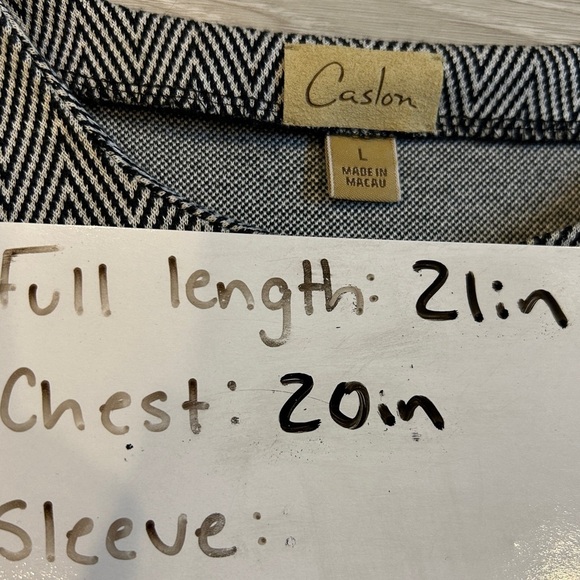 Caslon
L
MADE IN
MACAU
Full length: 21in
Chest: 20in
Sleeve: